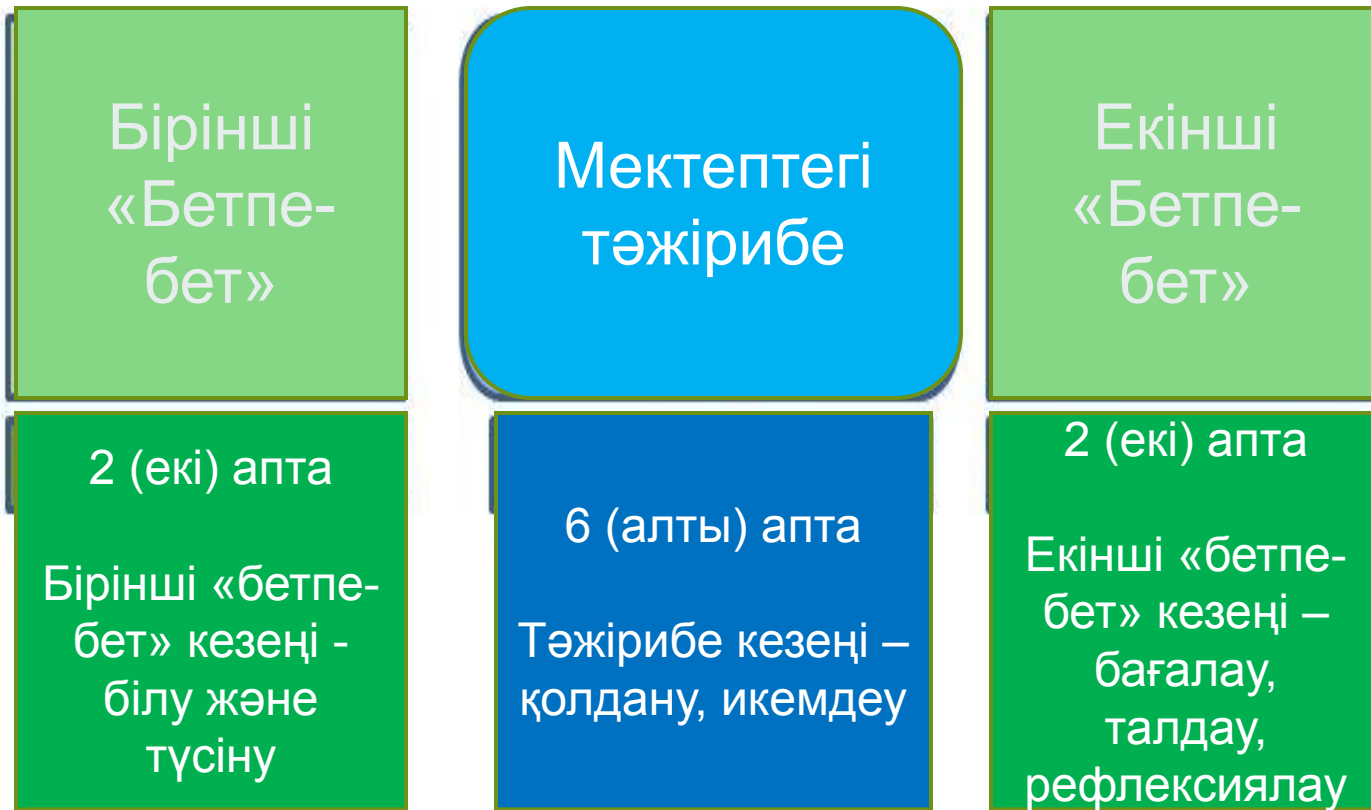 Бірінші
«Бетпе-
бет»
Мектептегі
тәжірибе
Екінші
«Бетпе-
бет»
2 (екі) апта
Бірінші «бетпе-
бет» кезеңі -
білу және
түсіну
6 (алты) апта
Тәжірибе кезеңі –
қолдану, икемдеу
2 (екі) апта
Екінші «бетпе-
бет» кезеңі –
бағалау,
талдау,
рефлексиялау